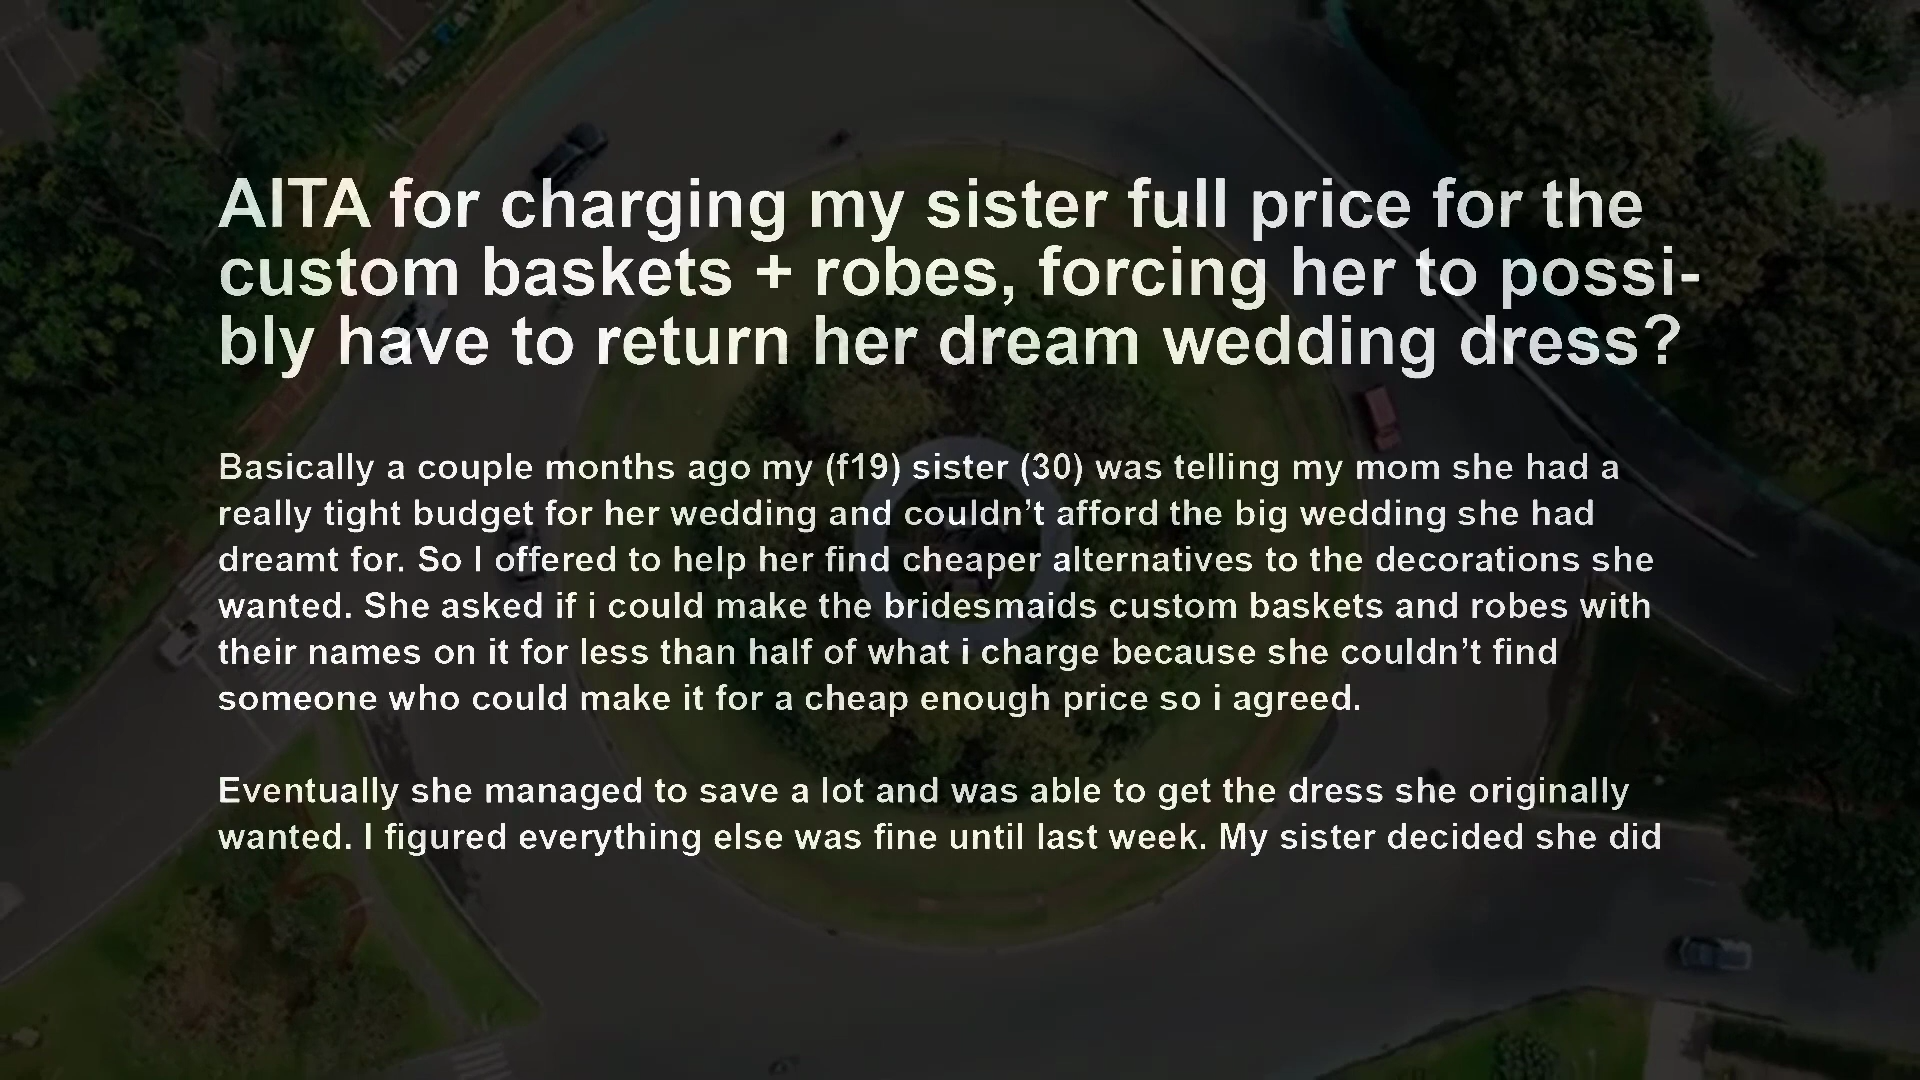 AITA for charging my sister full price for the
custom baskets + robes, forcing her to possi-
bly have to return her dream wedding dress?
Basically a couple months ago my (f19) sister (30) was telling my mom she had a
really tight budget for her wedding and couldn’t afford the big wedding she had
dreamt for. So I offered to help her find cheaper alternatives to the decorations she
wanted. She asked if i could make the bridesmaids custom baskets and robes with
their names on it for less than half of what i charge because she couldn’t find
someone who could make it for a cheap enough price so i agreed.
Eventually she managed to save a lot and was able to get the dress she originally
wanted. I figured everything else was fine until last week. My sister decided she did